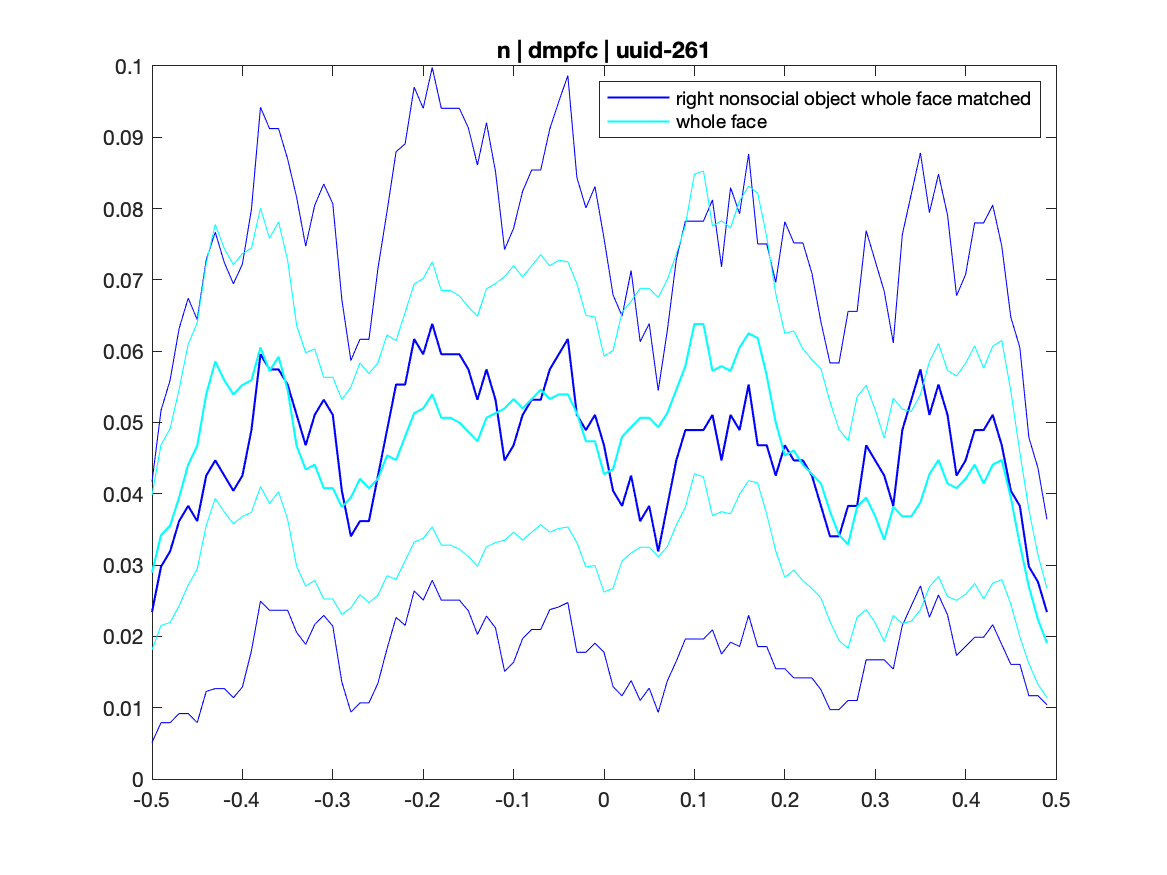 n | dmpfc | uuid-261
right nonsocial object whole face matched
whole face
0.1
0.09
0.08
0.07
0.06
0.05
0.04
0.03
0.02
0.01
0
-0.5 -0.4 -0.3 -0.2 -0.1 0 0.1 0.2 0.3 0.4 0.5